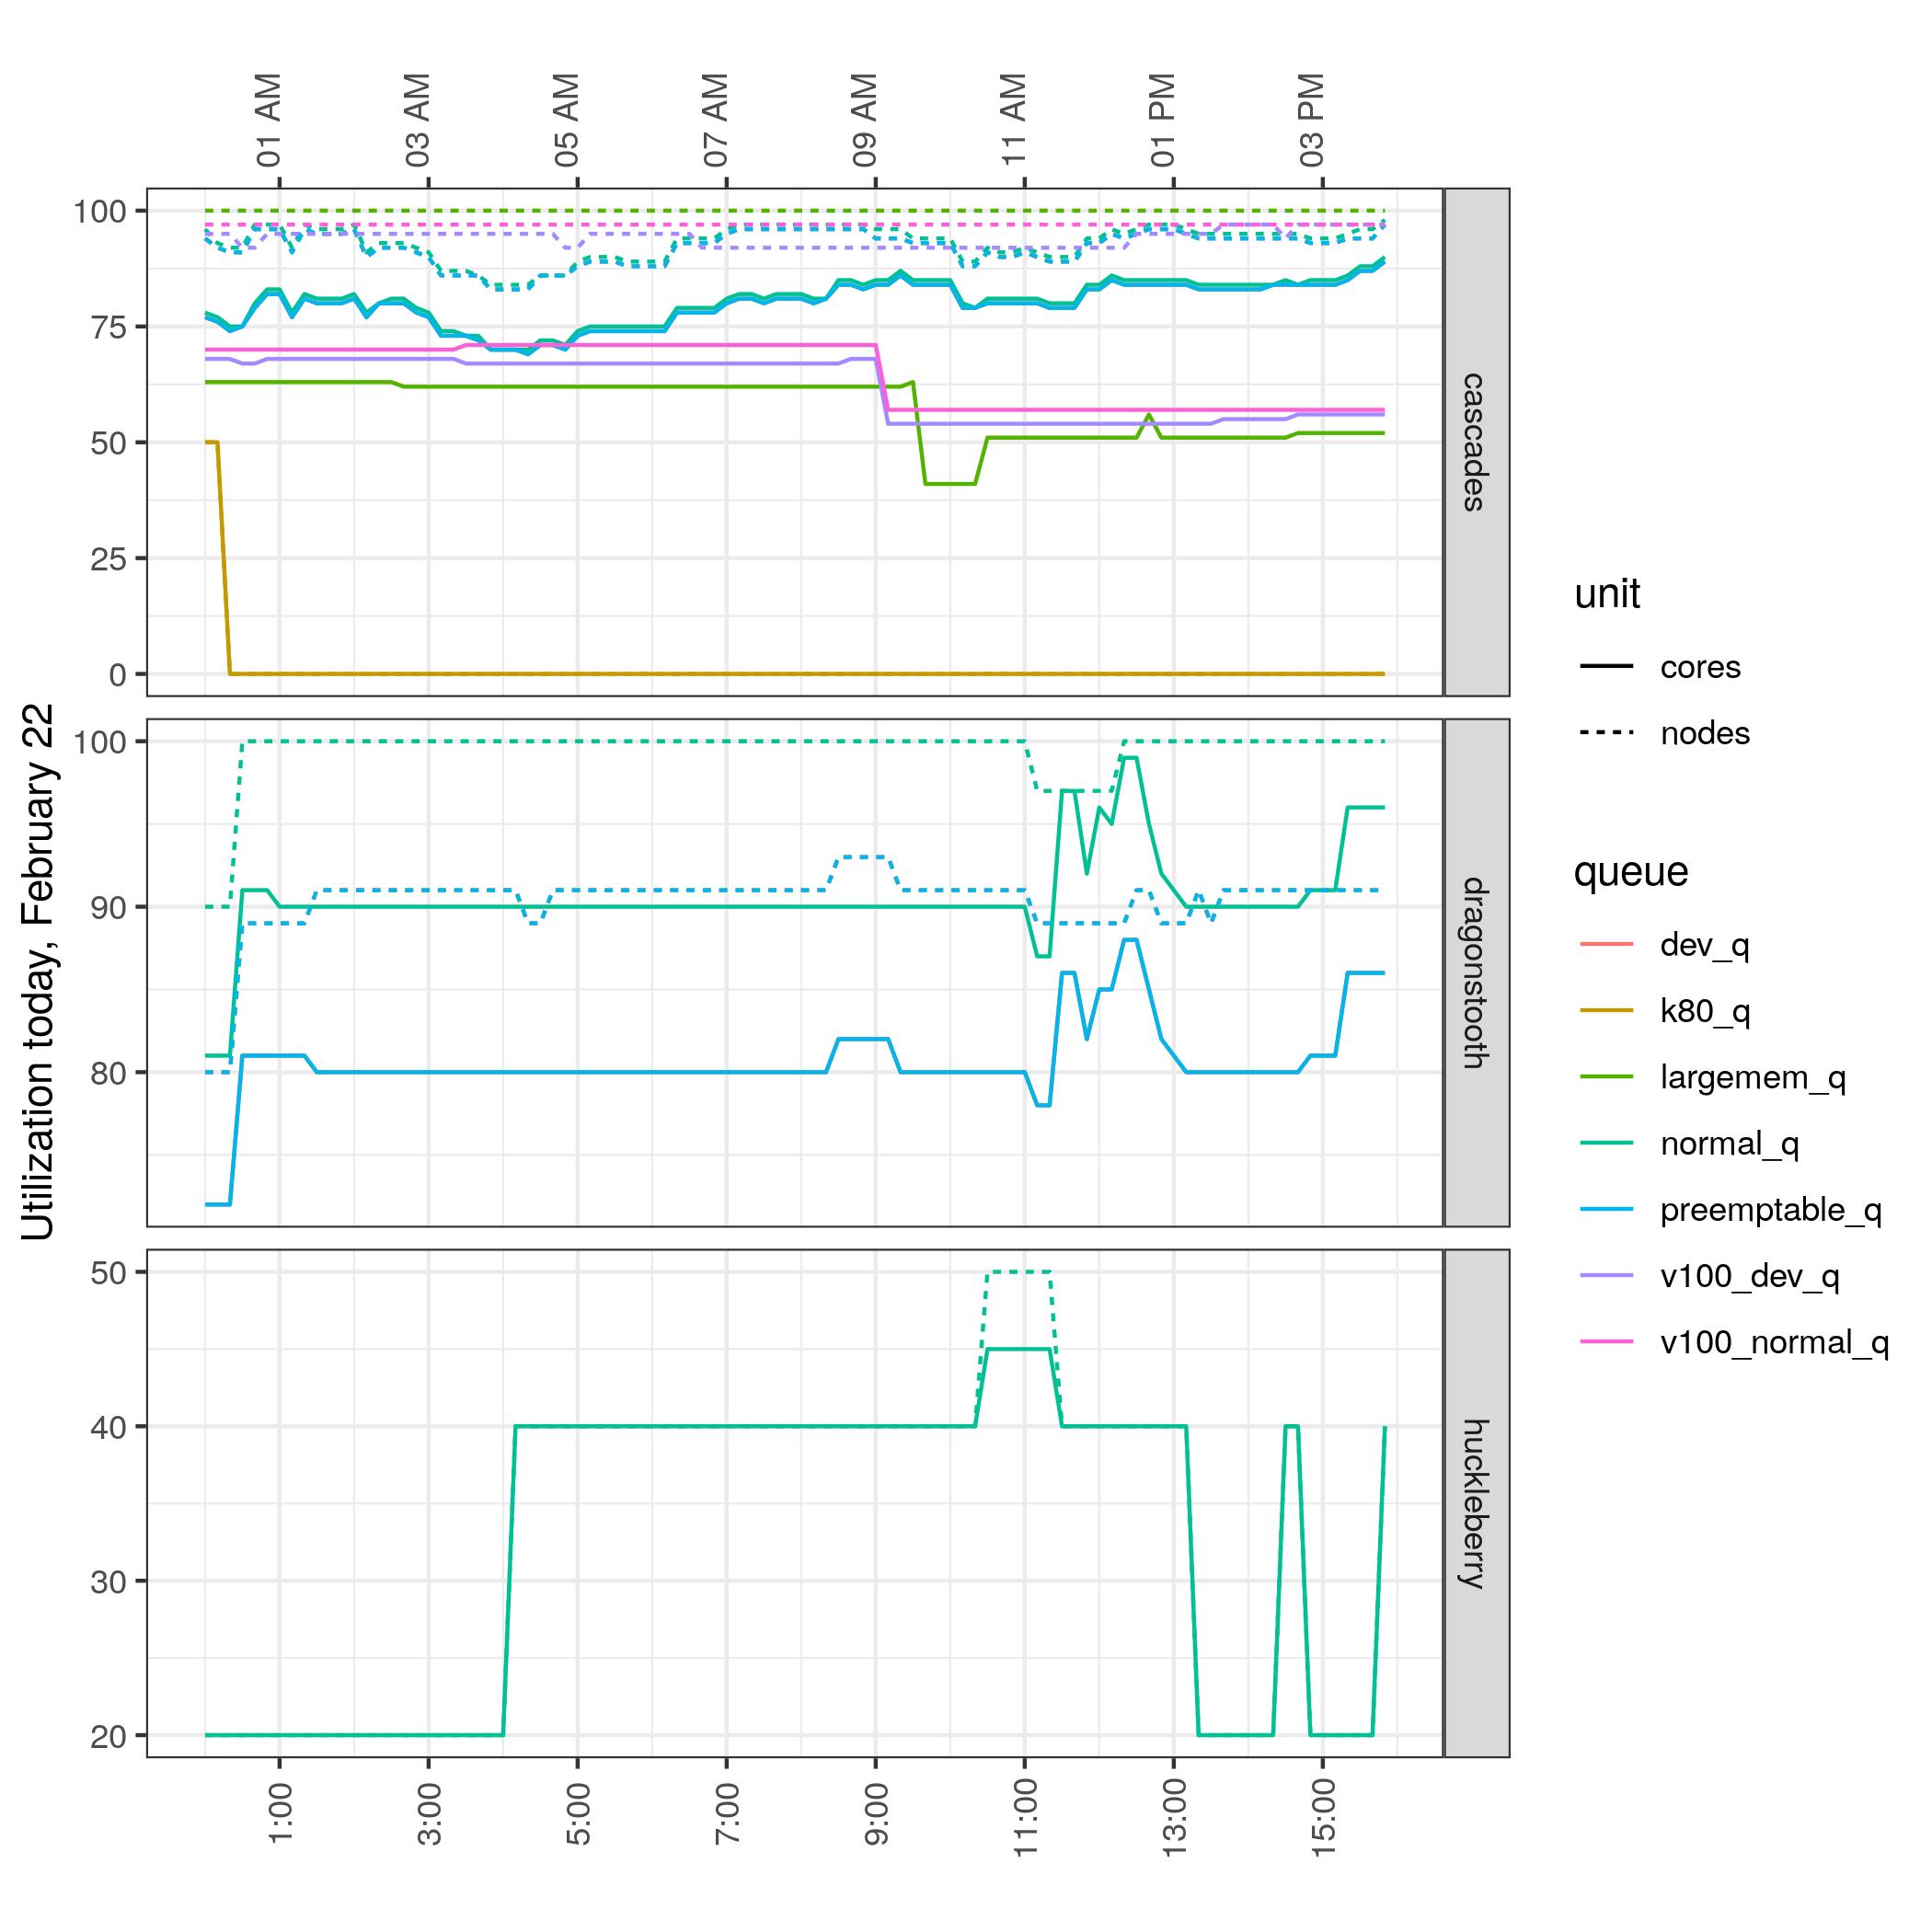 01 AM
03 AM
05 AM
07 AM
09 AM
11 AM
01 PM
03 PM
Utilization today, February 22
100
75
50
25
0
cascades
100
90
80
dragonstooth
50
40
30
20
huckleberry
1:00
3:00
5:00
7:00
9:00
11:00
13:00
15:00
unit
cores
nodes
queue
dev_q
k80_q
largemem_q
normal_q
preemptable_q
v100_dev_q
v100_normal_q